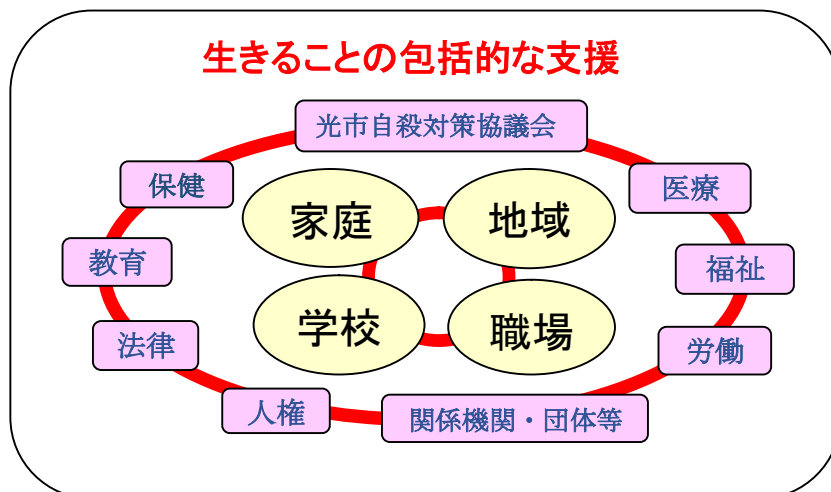 生きることの包括的な支援
光市自殺対策協議会
保健
医療
家庭
地域
教育
福祉
学校
職場
法律
労働
人権
関係機関・団体等